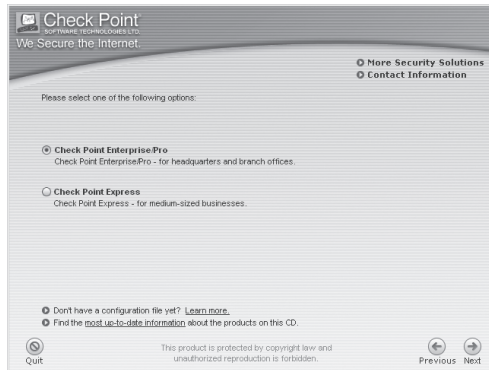 Check Point
SOFTWARE TECHNOLOGIES LTD.
We Secure the Internet.
More Security Solutions
Contact Information
Please select one of the following options:
Check Point Enterprise/Pro
Check Point Enterprise/Pro - for headquarters and branch offices.
Check Point Express
Check Point Express - for medium-sized businesses.
Don't have a configuration file yet? Learn more.
Find the most up-to-date information about the products on this CD.
Quit
This product is protected by copyright law and
unauthorized reproduction is forbidden.
Previous Next